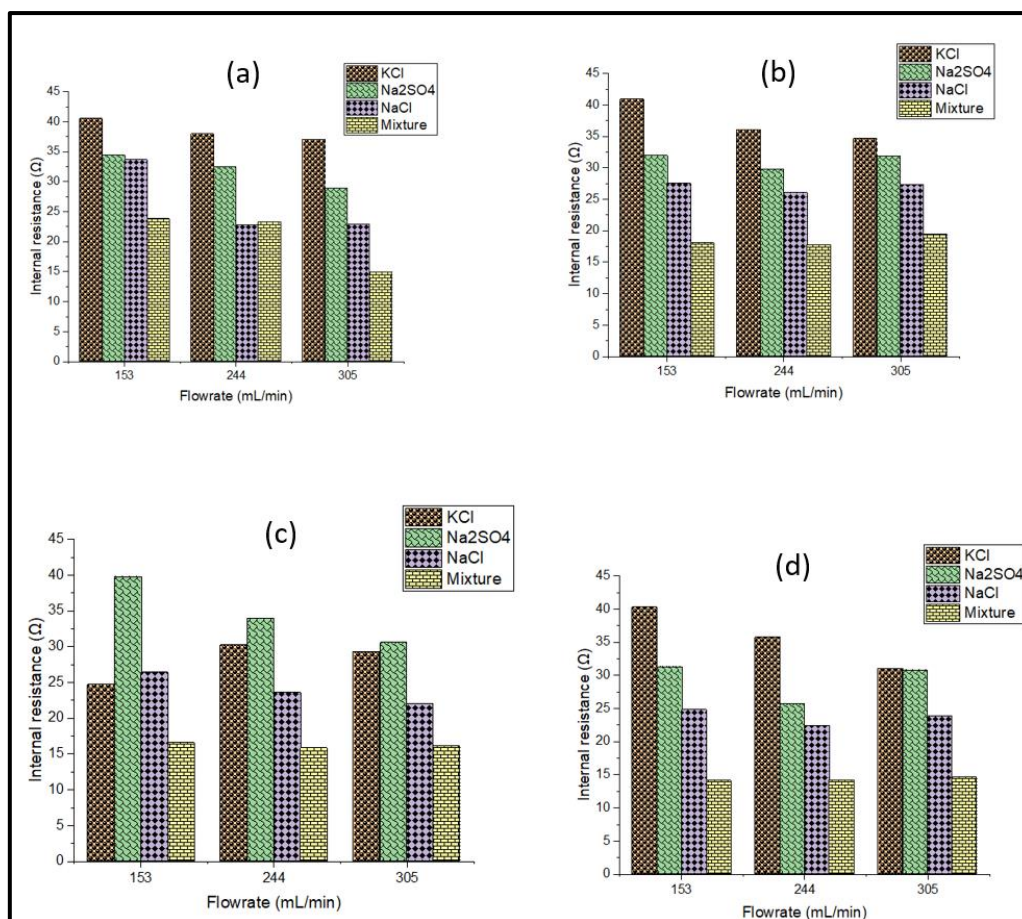 (a)
KCl
Na2SO4
NaCl
Mixture
45
40
35
30
25
20
15
10
5
0
Internal resistance (Ω)
153 244 305
Flowrate (mL/min)
(b)
KCl
Na2SO4
NaCl
Mixture
45
40
35
30
25
20
15
10
5
0
Internal resistance (Ω)
153 244 305
Flowrate (mL/min)
(c)
KCl
Na2SO4
NaCl
Mixture
45
40
35
30
25
20
15
10
5
0
Internal resistance (Ω)
153 244 305
Flowrate (mL/min)
(d)
KCl
Na2SO4
NaCl
Mixture
45
40
35
30
25
20
15
10
5
0
Internal resistance (Ω)
153 244 305
Flowrate (mL/min)